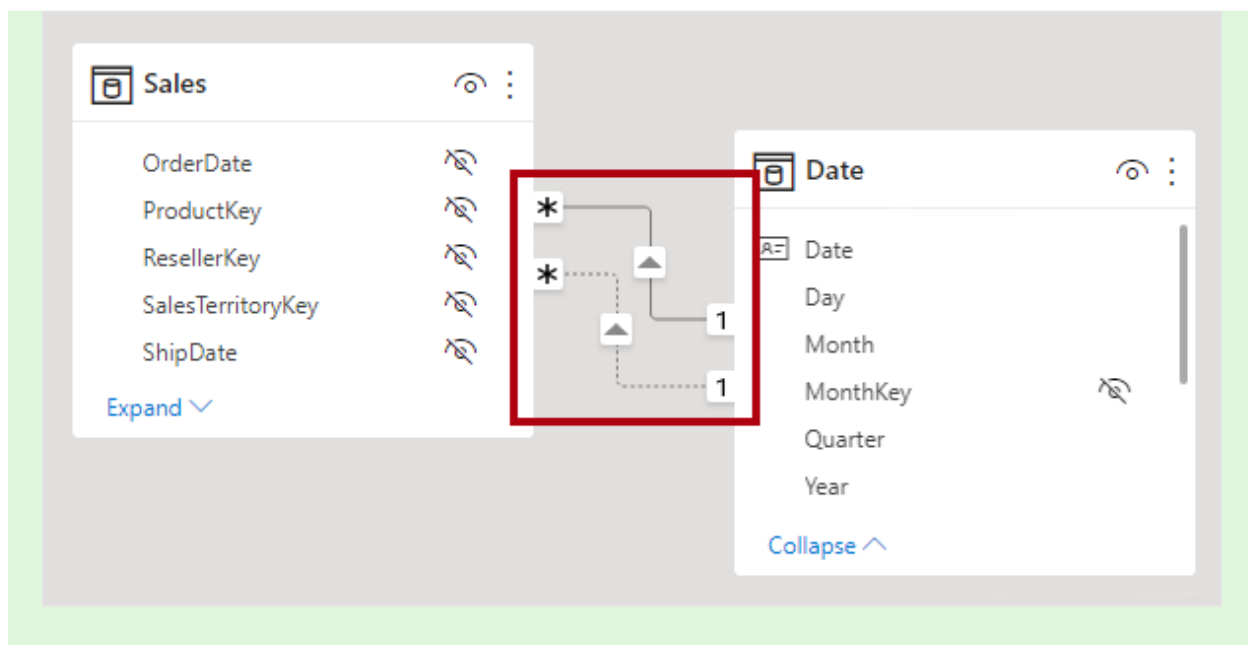 Sales
OrderDate
ProductKey
ResellerKey
SalesTerritoryKey
ShipDate
Expand
*
*
1
1
Date
Date
Day
Month
MonthKey
Quarter
Year
Collapse